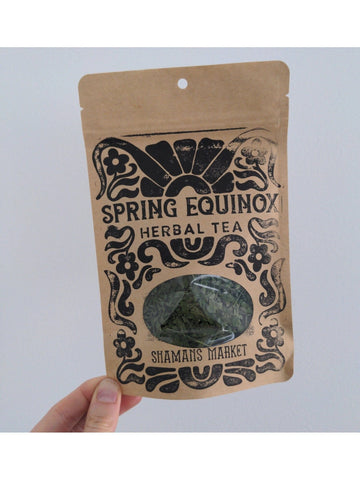 SPRING EQUINOX
HERBAL TEA
SHAMANS MARKET